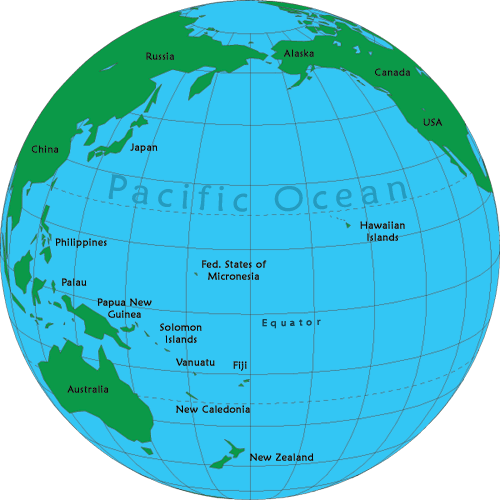 Russia
Alaska
Canada
USA
China
Japan
Pacific Ocean
Hawaiian
Islands
Philippines
Fed. States of
Micronesia
Palau
Papua New
Guinea
Equator
Solomon
Islands
Vanuatu
Fiji
Australia
New Caledonia
New Zealand